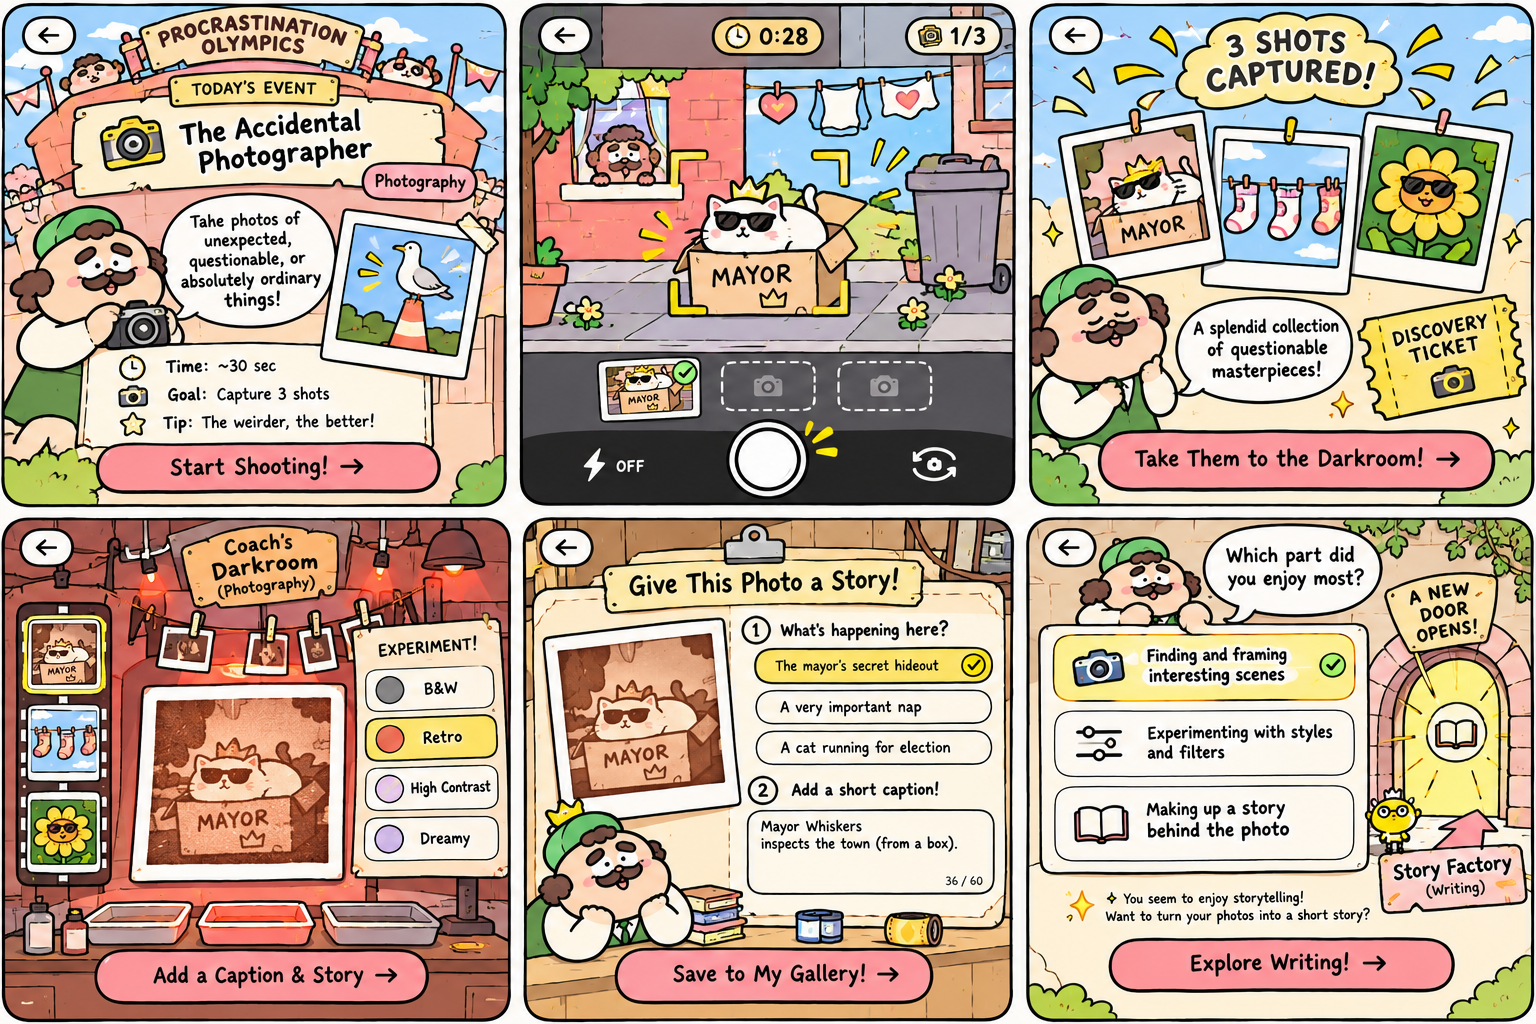 PROCRASTINATION
OLYMPICS
TODAY'S EVENT
The Accidental
Photographer
Photography
Take photos of
unexpected,
questionable, or
absolutely ordinary
things!
Time: ~30 sec
Goal: Capture 3 shots
Tip: The weirder, the better!
Start Shooting! →
0:28
1/3
MAYOR
MAYOR
OFF
3 SHOTS
CAPTURED!
MAYOR
A splendid collection
of questionable
masterpieces!
DISCOVERY
TICKET
Take Them to the Darkroom! →
Coach's
Darkroom
(Photography)
MAYOR
MAYOR
EXPERIMENT!
B&W
Retro
High Contrast
Dreamy
Add a Caption & Story →
Give This Photo a Story!
MAYOR
1 What's happening here?
The mayor's secret hideout
A very important nap
A cat running for election
2 Add a short caption!
Mayor Whiskers
inspects the town (from a box).
36 / 60
Save to My Gallery! →
Which part did
you enjoy most?
A NEW
DOOR
OPENS!
Finding and framing
interesting scenes
Experimenting with styles
and filters
Making up a story
behind the photo
Story Factory
(Writing)
You seem to enjoy storytelling!
Want to turn your photos into a short story?
Explore Writing! →